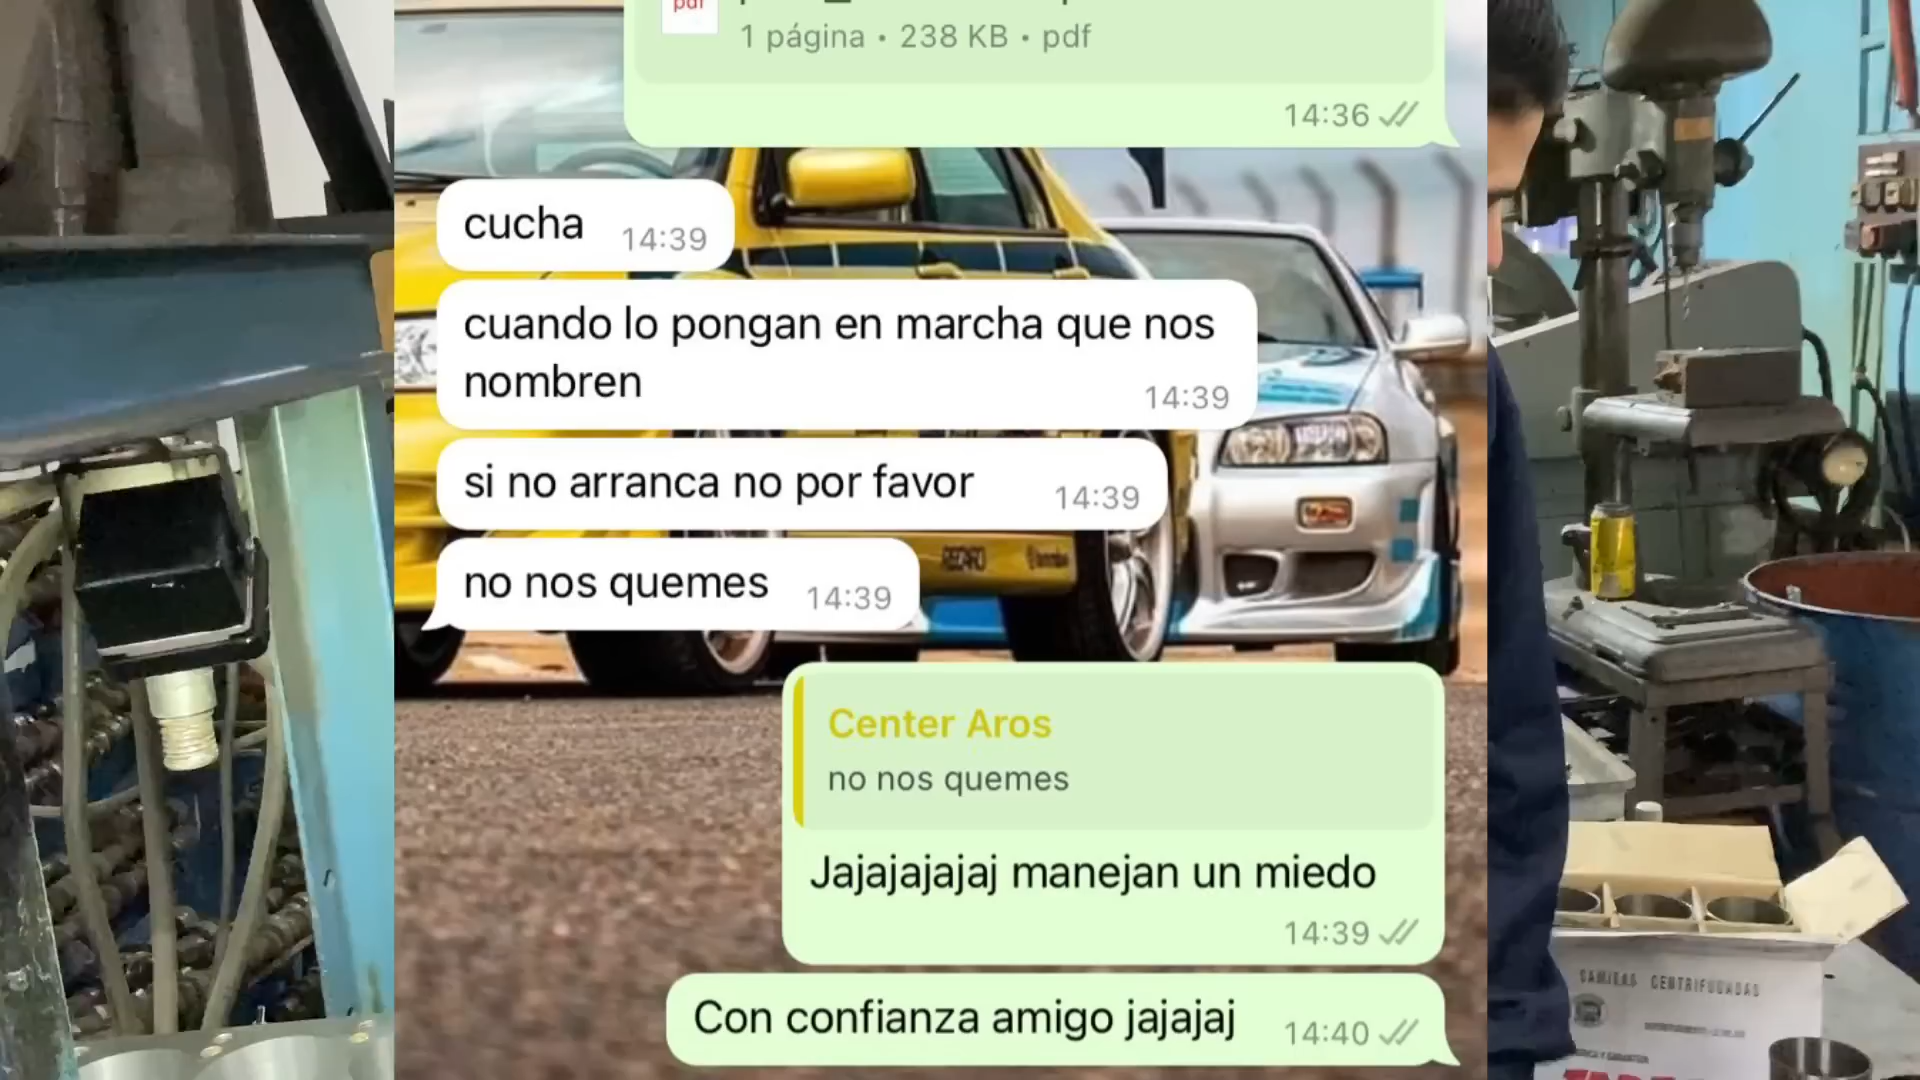 pdf
1 página • 238 KB • pdf
14:36
cucha 14:39
cuando lo pongan en marcha que nos
nombren 14:39
si no arranca no por favor 14:39
no nos quemes 14:39
RECARO
Center Aros
no nos quemes
Jajajajajaj manejan un miedo
14:39
Con confianza amigo jajajaj 14:40
CAMISAS CENTRIFUGADAS